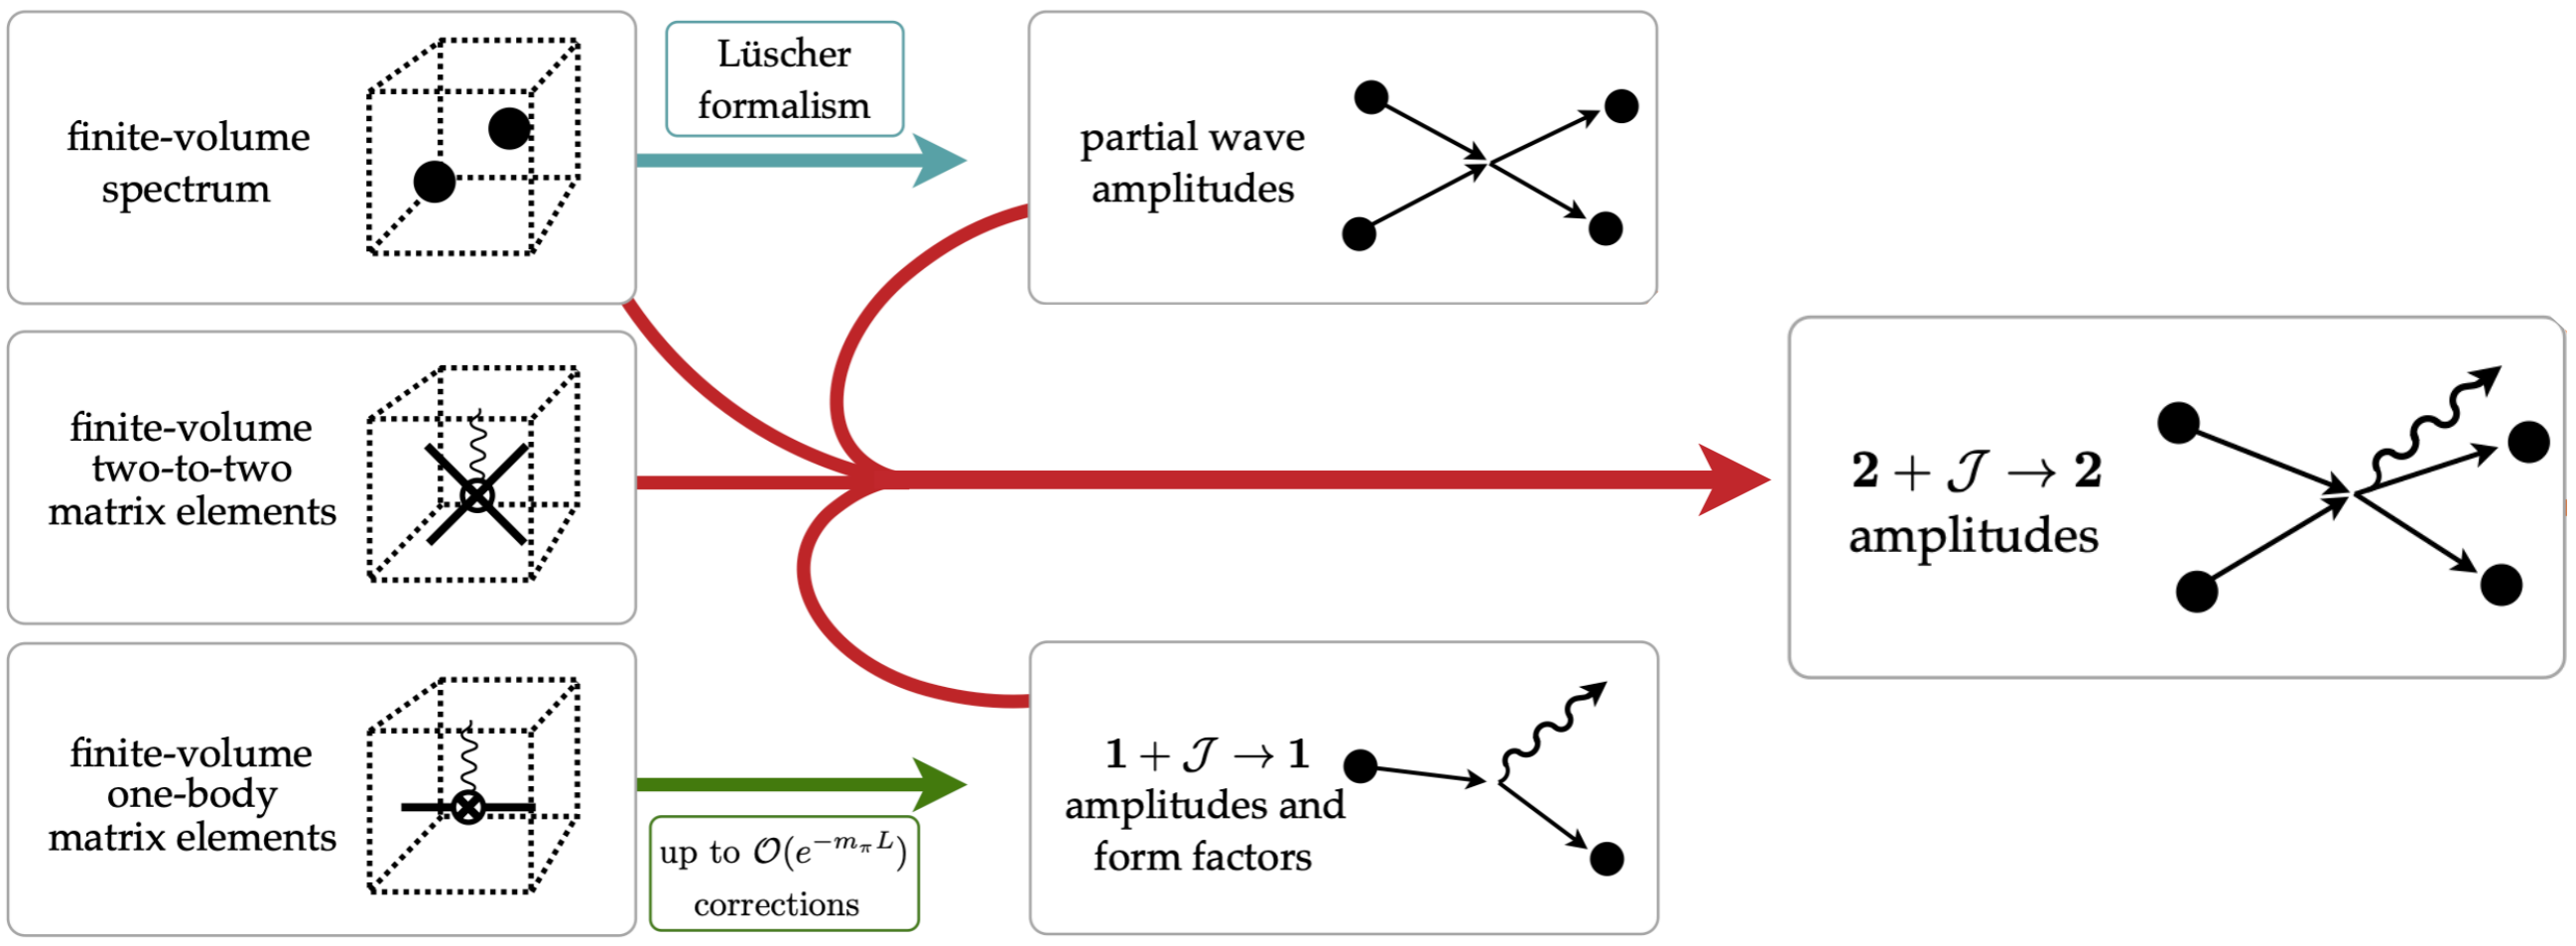 finite-volume
spectrum
Lüscher
formalism
partial wave
amplitudes
finite-volume
two-to-two
matrix elements
2 + 𝒥 → 2
amplitudes
finite-volume
one-body
matrix elements
up to 𝒪(e^{-m_π L})
corrections
1 + 𝒥 → 1
amplitudes and
form factors